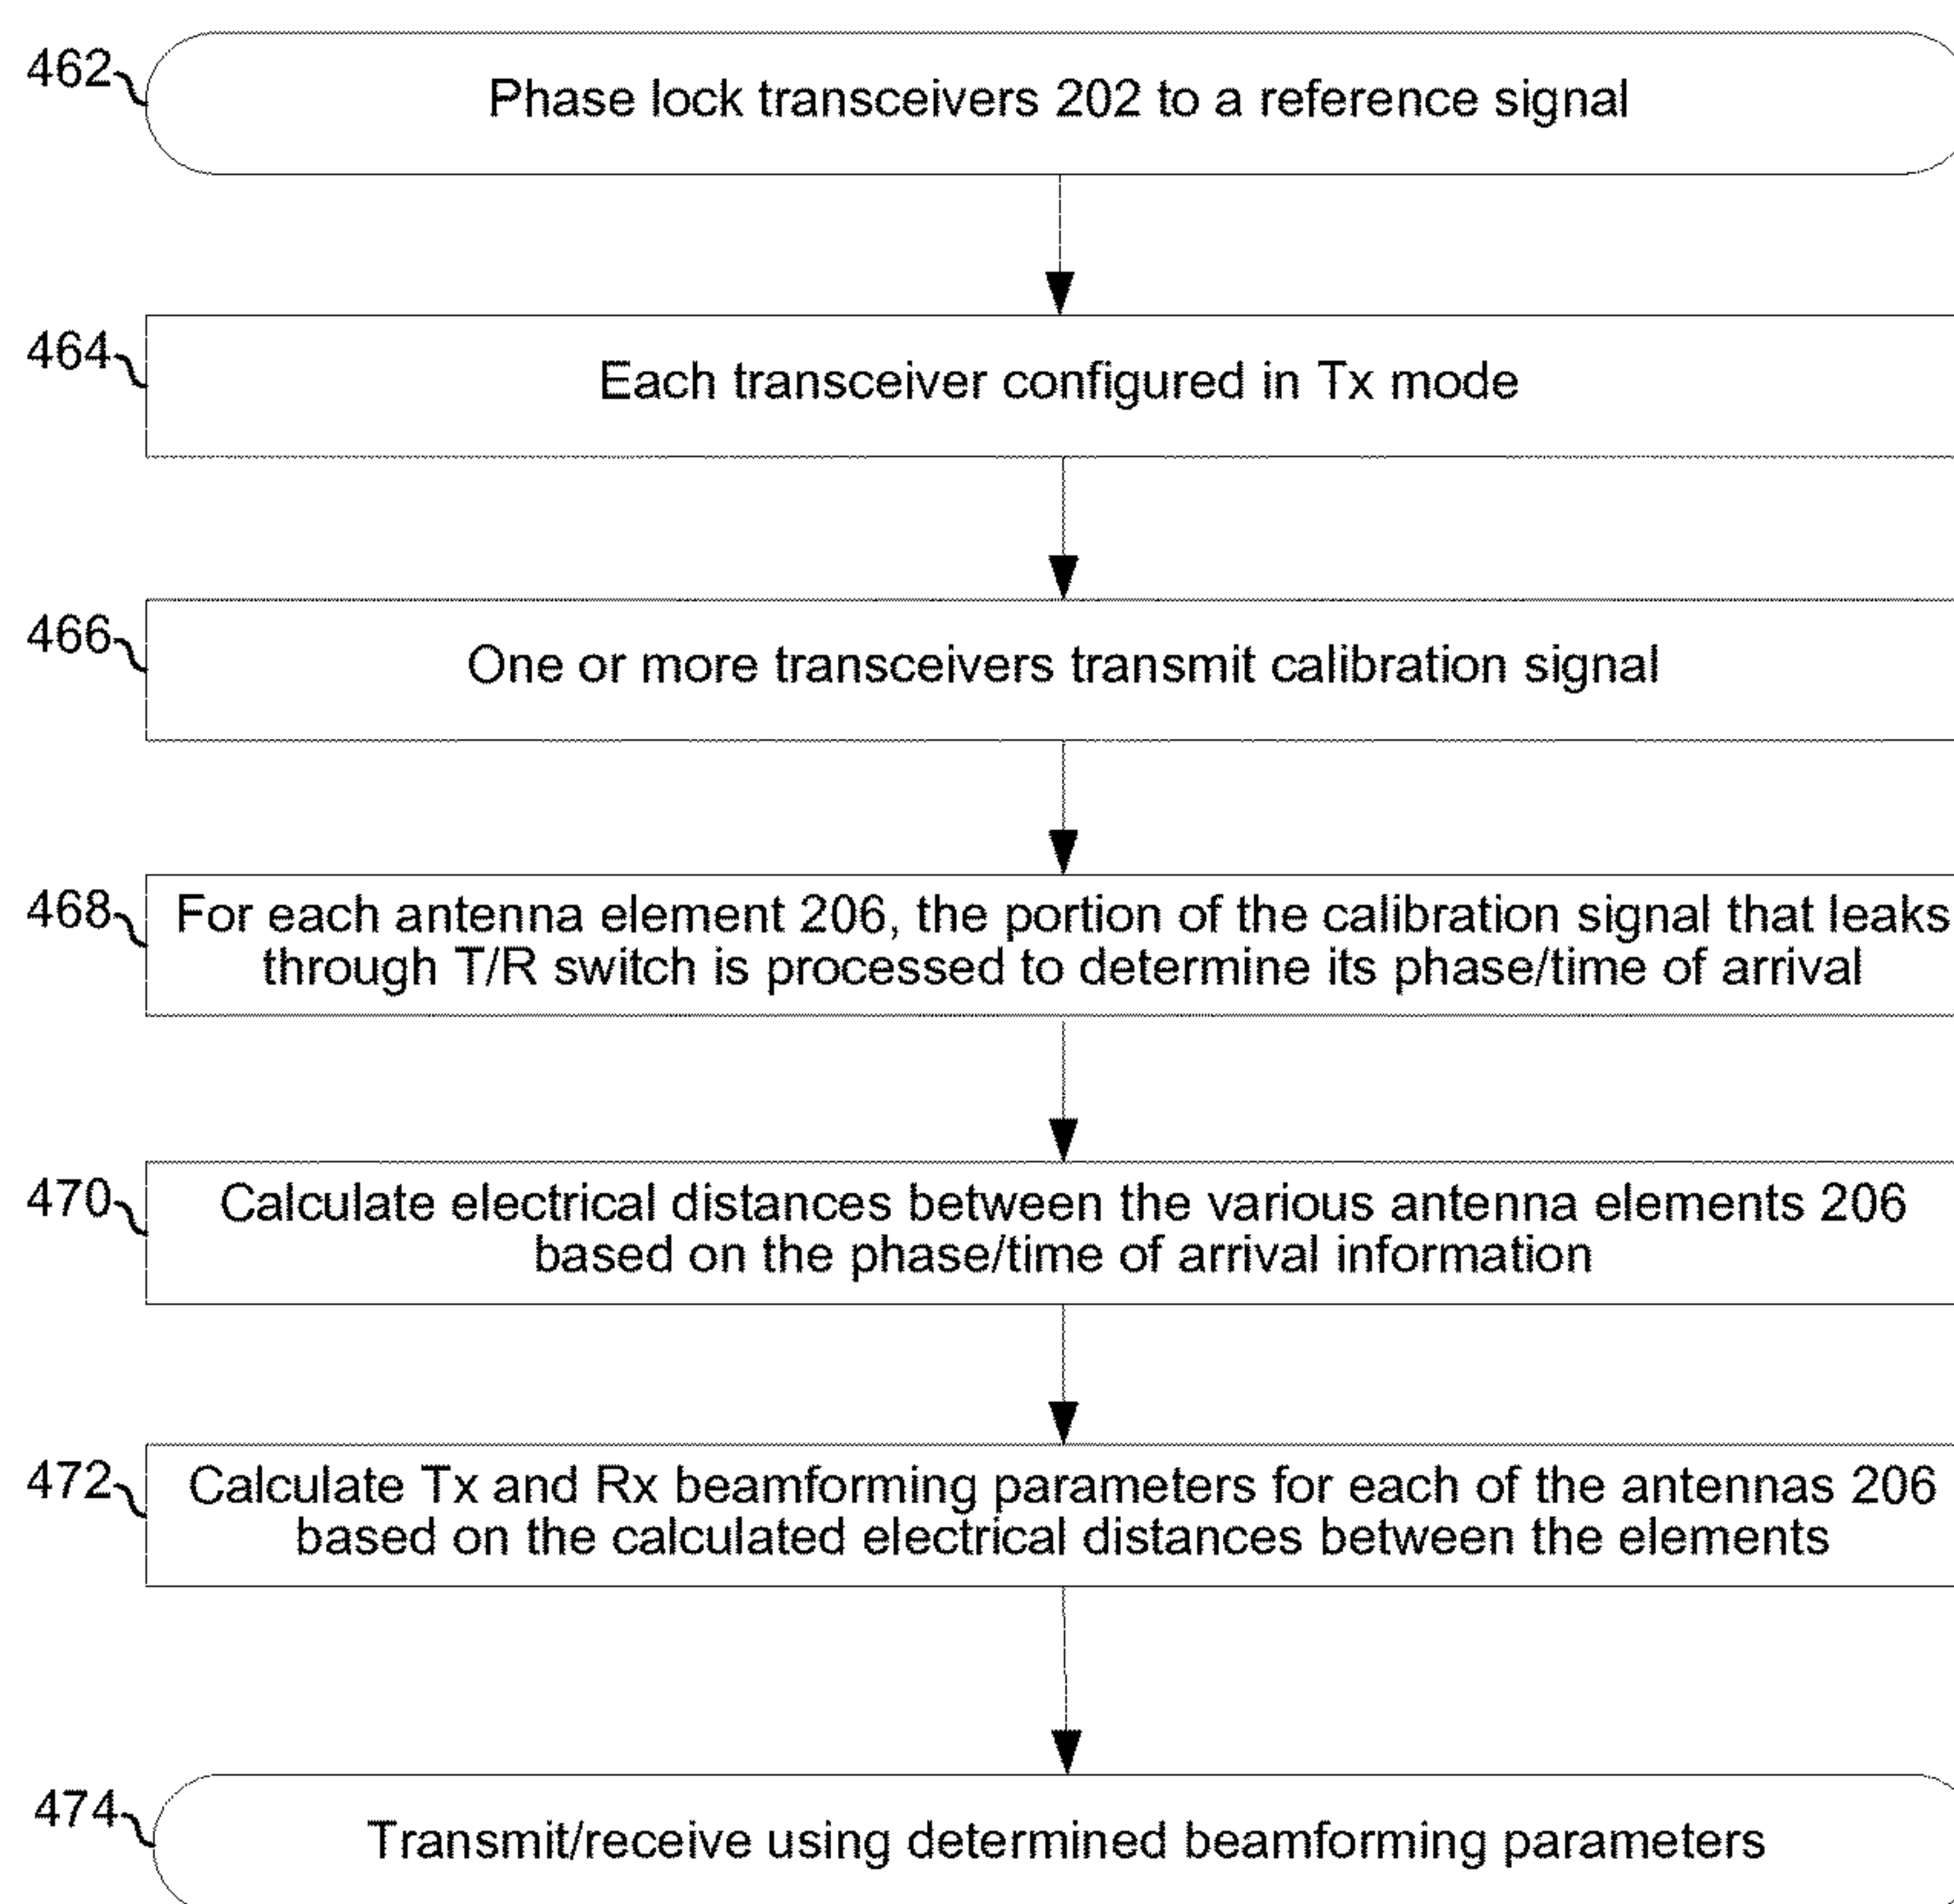 462
Phase lock transceivers 202 to a reference signal
464
Each transceiver configured in Tx mode
466
One or more transceivers transmit calibration signal
468
For each antenna element 206, the portion of the calibration signal that leaks
through T/R switch is processed to determine its phase/time of arrival
470
Calculate electrical distances between the various antenna elements 206
based on the phase/time of arrival information
472
Calculate Tx and Rx beamforming parameters for each of the antennas 206
based on the calculated electrical distances between the elements
474
Transmit/receive using determined beamforming parameters